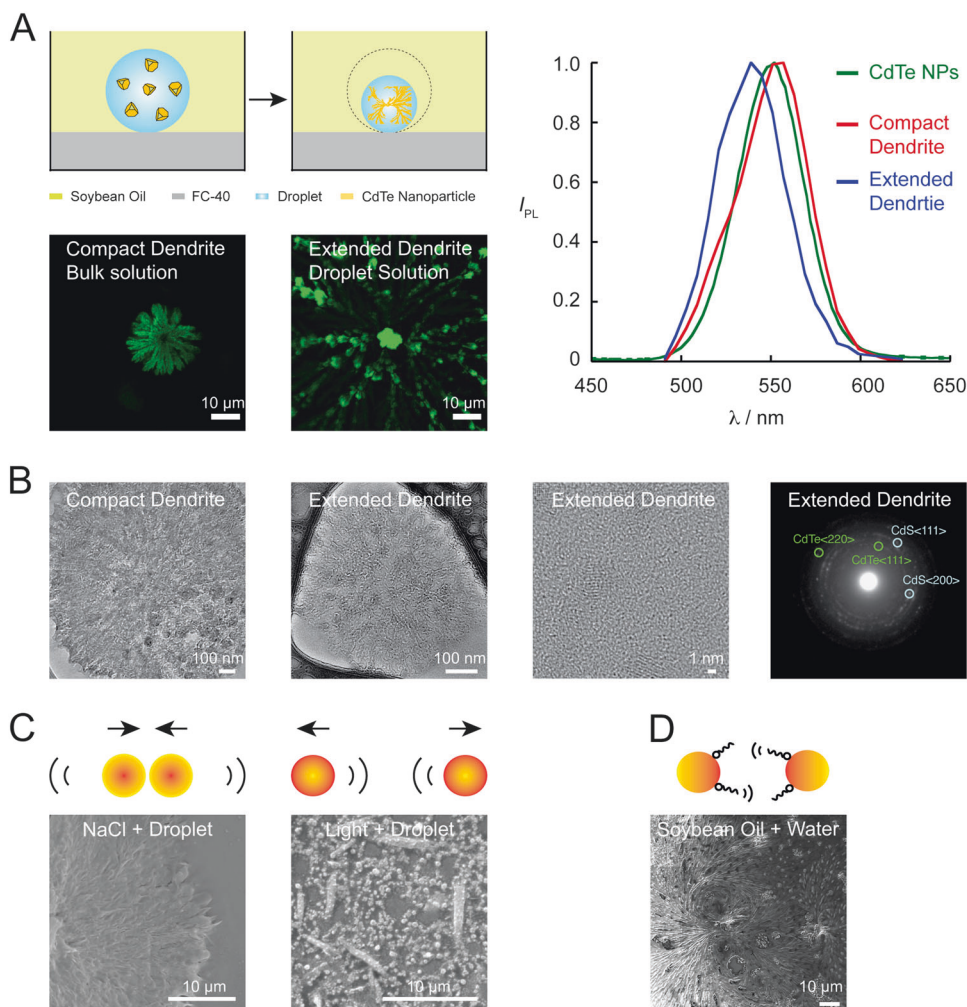 A
Soybean Oil
FC-40
Droplet
CdTe Nanoparticle
Compact Dendrite
Bulk solution
10 µm
Extended Dendrite
Droplet Solution
10 µm
I PL
1.0
0.8
0.6
0.4
0.2
0
450
500
550
600
650
λ / nm
CdTe NPs
Compact
Dendrite
Extended
Dendrtie
B
Compact Dendrite
100 nm
Extended Dendrite
100 nm
Extended Dendrite
1 nm
Extended Dendrite
CdS<111>
CdTe<220>
CdTe<111>
CdS<200>
C
NaCl + Droplet
10 µm
Light + Droplet
10 µm
D
Soybean Oil + Water
10 µm